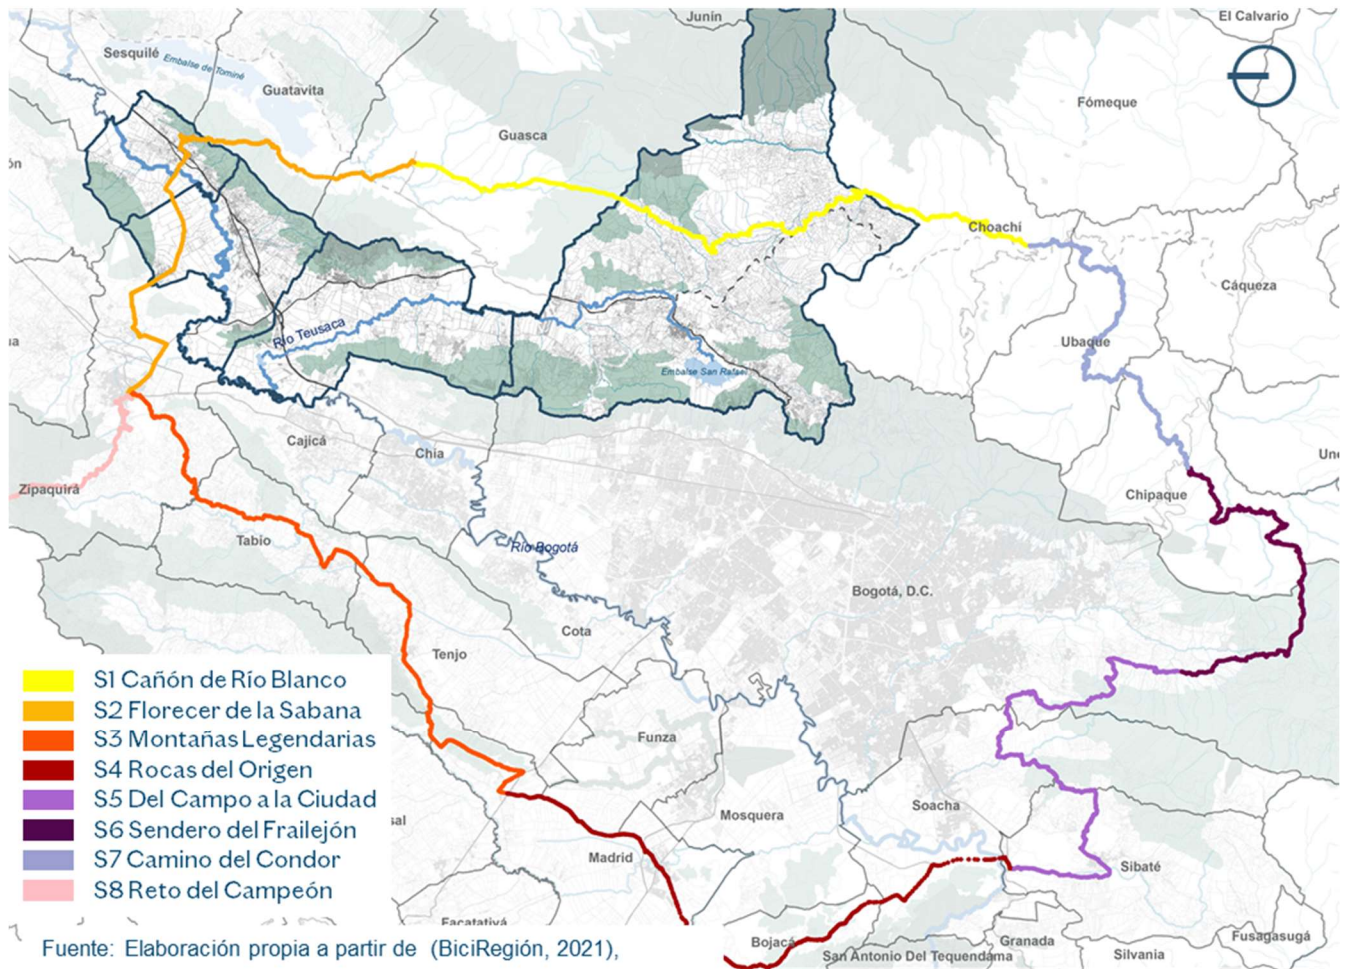 Junín
El Calvario
Sesquilé
Embalse de Tominé
Guatavita
Fómeque
Guasca
ón
Choachí
Cáqueza
Río Teusaca
ua
Ubaque
Embalse San Rafael
Cajicá
Chía
Une
Zipaquirá
Chipaque
Tabio
Río Bogotá
Bogotá, D.C.
Cota
Tenjo
S1 Cañón de Río Blanco
S2 Florecer de la Sabana
S3 Montañas Legendarias
S4 Rocas del Origen
S5 Del Campo a la Ciudad
S6 Sendero del Frailejón
S7 Camino del Condor
S8 Reto del Campeón
Funza
Mosquera
Soacha
sal
Madrid
Sibaté
Facatativá
Bojacá
San Antonio Del Tequendama
Granada
Silvania
Fusagasugá
Fuente: Elaboración propia a partir de (BiciRegión, 2021),